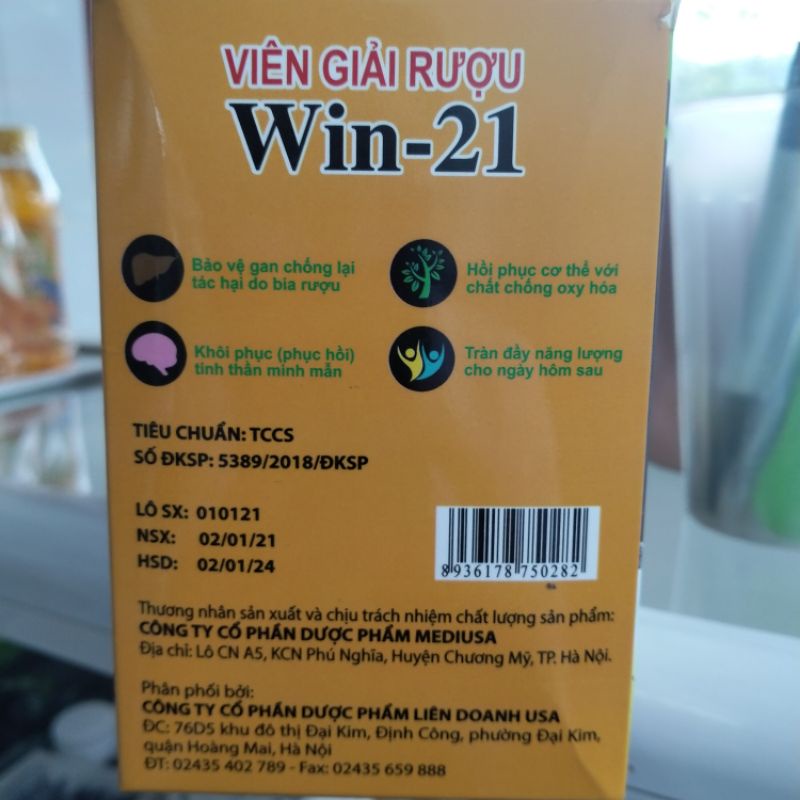 VIÊN GIẢI RƯỢU
Win-21
Bảo vệ gan chống lại
tác hại do bia rượu
Hồi phục cơ thể với
chất chống oxy hóa
Khôi phục (phục hồi)
tinh thần minh mẫn
Tràn đầy năng lượng
cho ngày hôm sau
TIÊU CHUẨN: TCCS
SỐ ĐKSP: 5389/2018/ĐKSP
LÔ SX: 010121
NSX: 02/01/21
HSD: 02/01/24
8936178750282
Thương nhân sản xuất và chịu trách nhiệm chất lượng sản phẩm:
CÔNG TY CỔ PHẦN DƯỢC PHẨM MEDIUSA
Địa chỉ: Lô CN A5, KCN Phú Nghĩa, Huyện Chương Mỹ, TP. Hà Nội.
Phân phối bởi:
CÔNG TY CỔ PHẦN DƯỢC PHẨM LIÊN DOANH USA
ĐC: 76D5 khu đô thị Đại Kim, Định Công, phường Đại Kim,
quận Hoàng Mai, Hà Nội
ĐT: 02435 402 789 - Fax: 02435 659 888